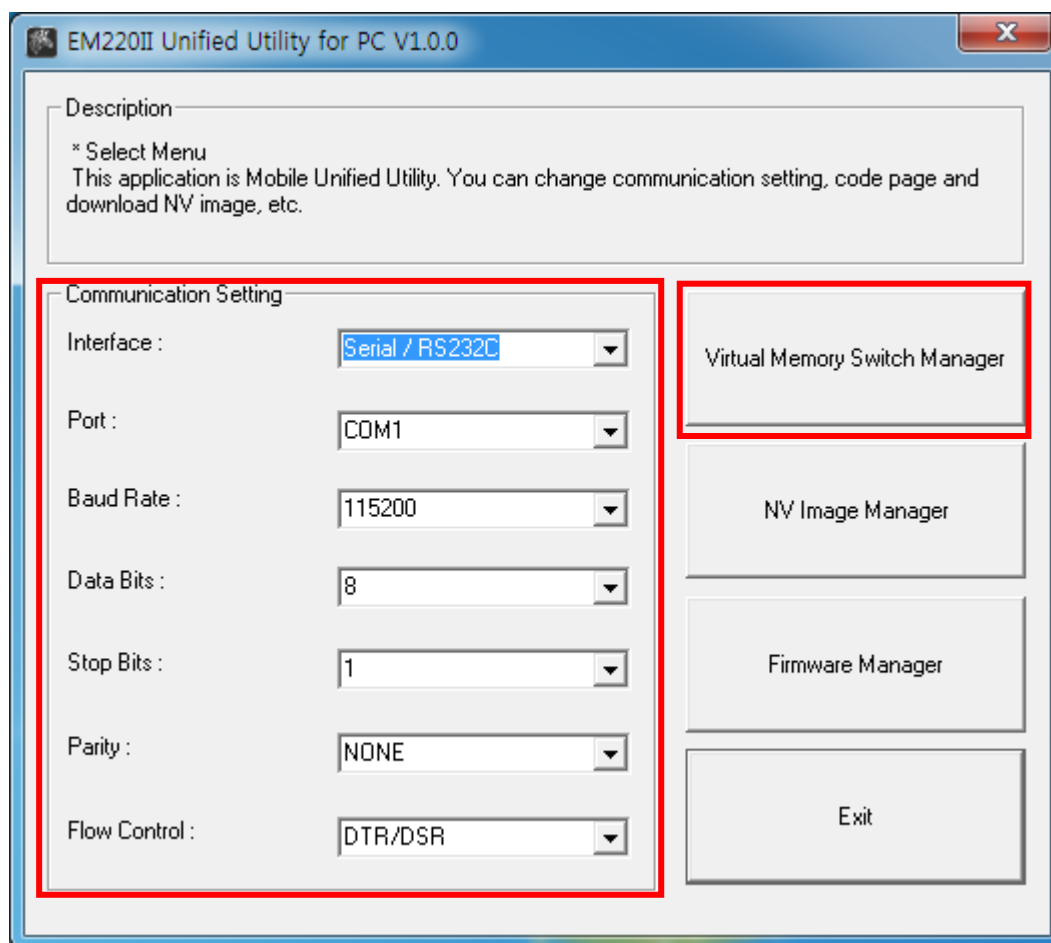 EM220II Unified Utility for PC V1.0.0
Description
* Select Menu
This application is Mobile Unified Utility. You can change communication setting, code page and
download NV image, etc.
Communication Setting
Interface : Serial / RS232C
Port : COM1
Baud Rate : 115200
Data Bits : 8
Stop Bits : 1
Parity : NONE
Flow Control : DTR/DSR
Virtual Memory Switch Manager
NV Image Manager
Firmware Manager
Exit